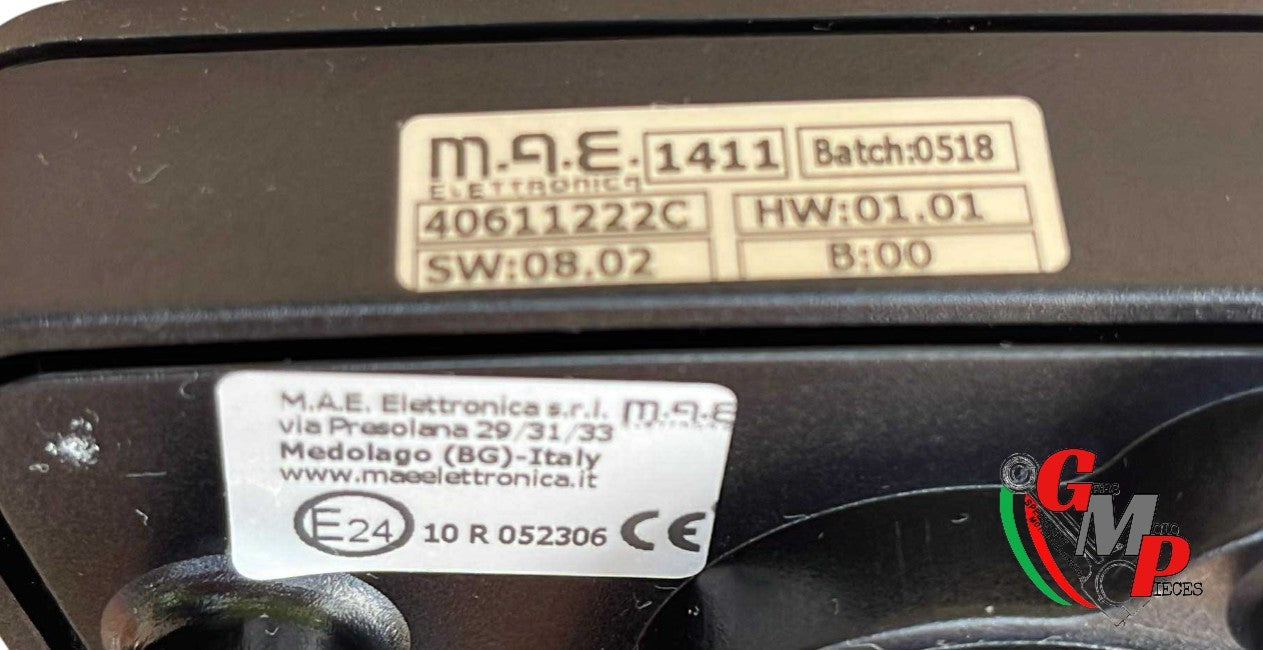 M.A.E. 1411 Batch:0518
ELETTRONICA
40611222C HW:01.01
SW:08.02 B:00
M.A.E. Elettronica s.r.l. M.A.E
via Presolana 29/31/33
Medolago (BG)-Italy
www.maeelettronica.it
E24 10 R 052306 CE
GMP
Moto
PIECES